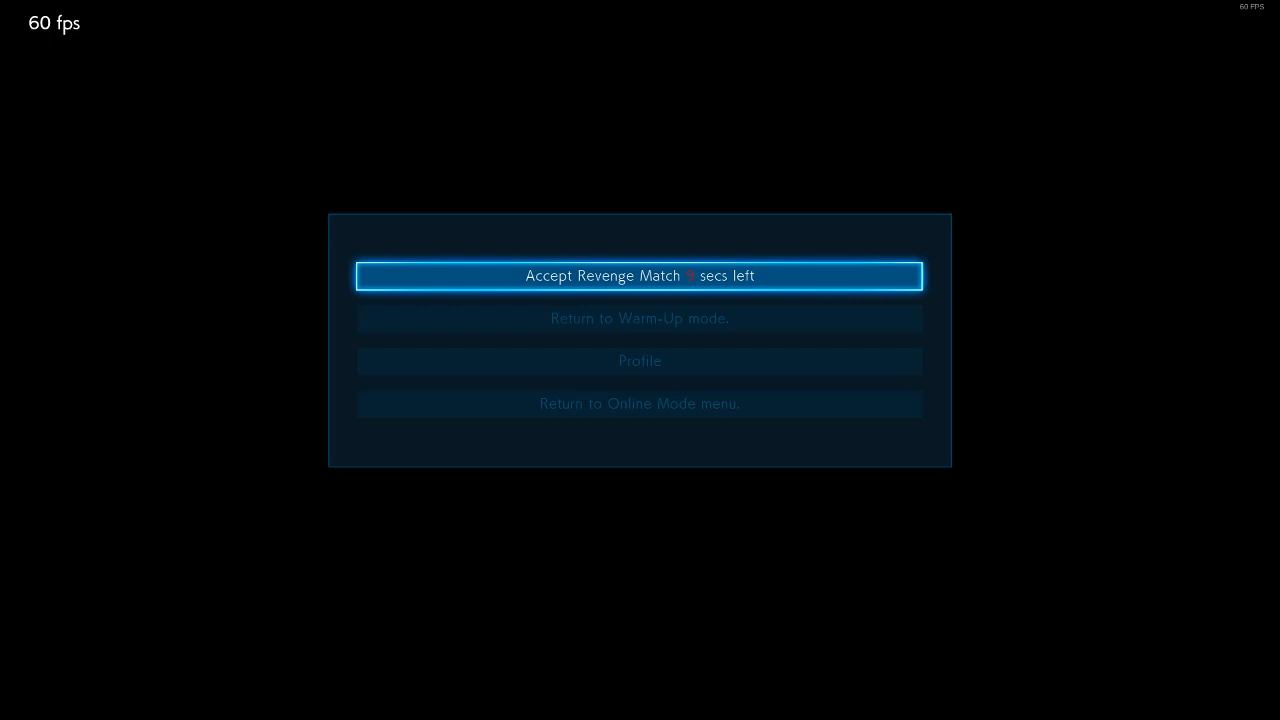 60 fps
60 FPS
Accept Revenge Match 9 secs left
Return to Warm-Up mode.
Profile
Return to Online Mode menu.